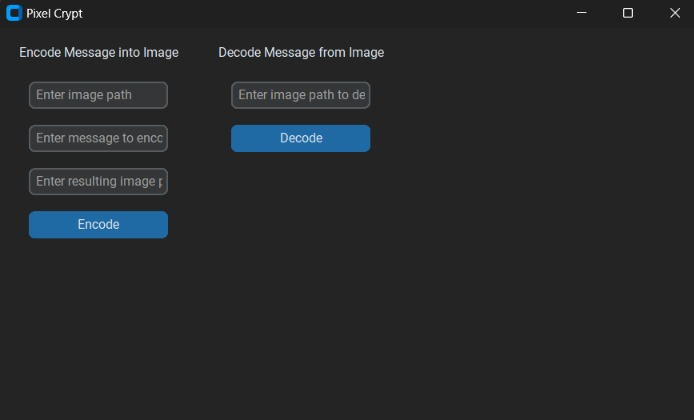 Pixel Crypt
Encode Message into Image
Decode Message from Image
Enter image path
Enter image path to de
Enter message to enco
Decode
Enter resulting image p
Encode